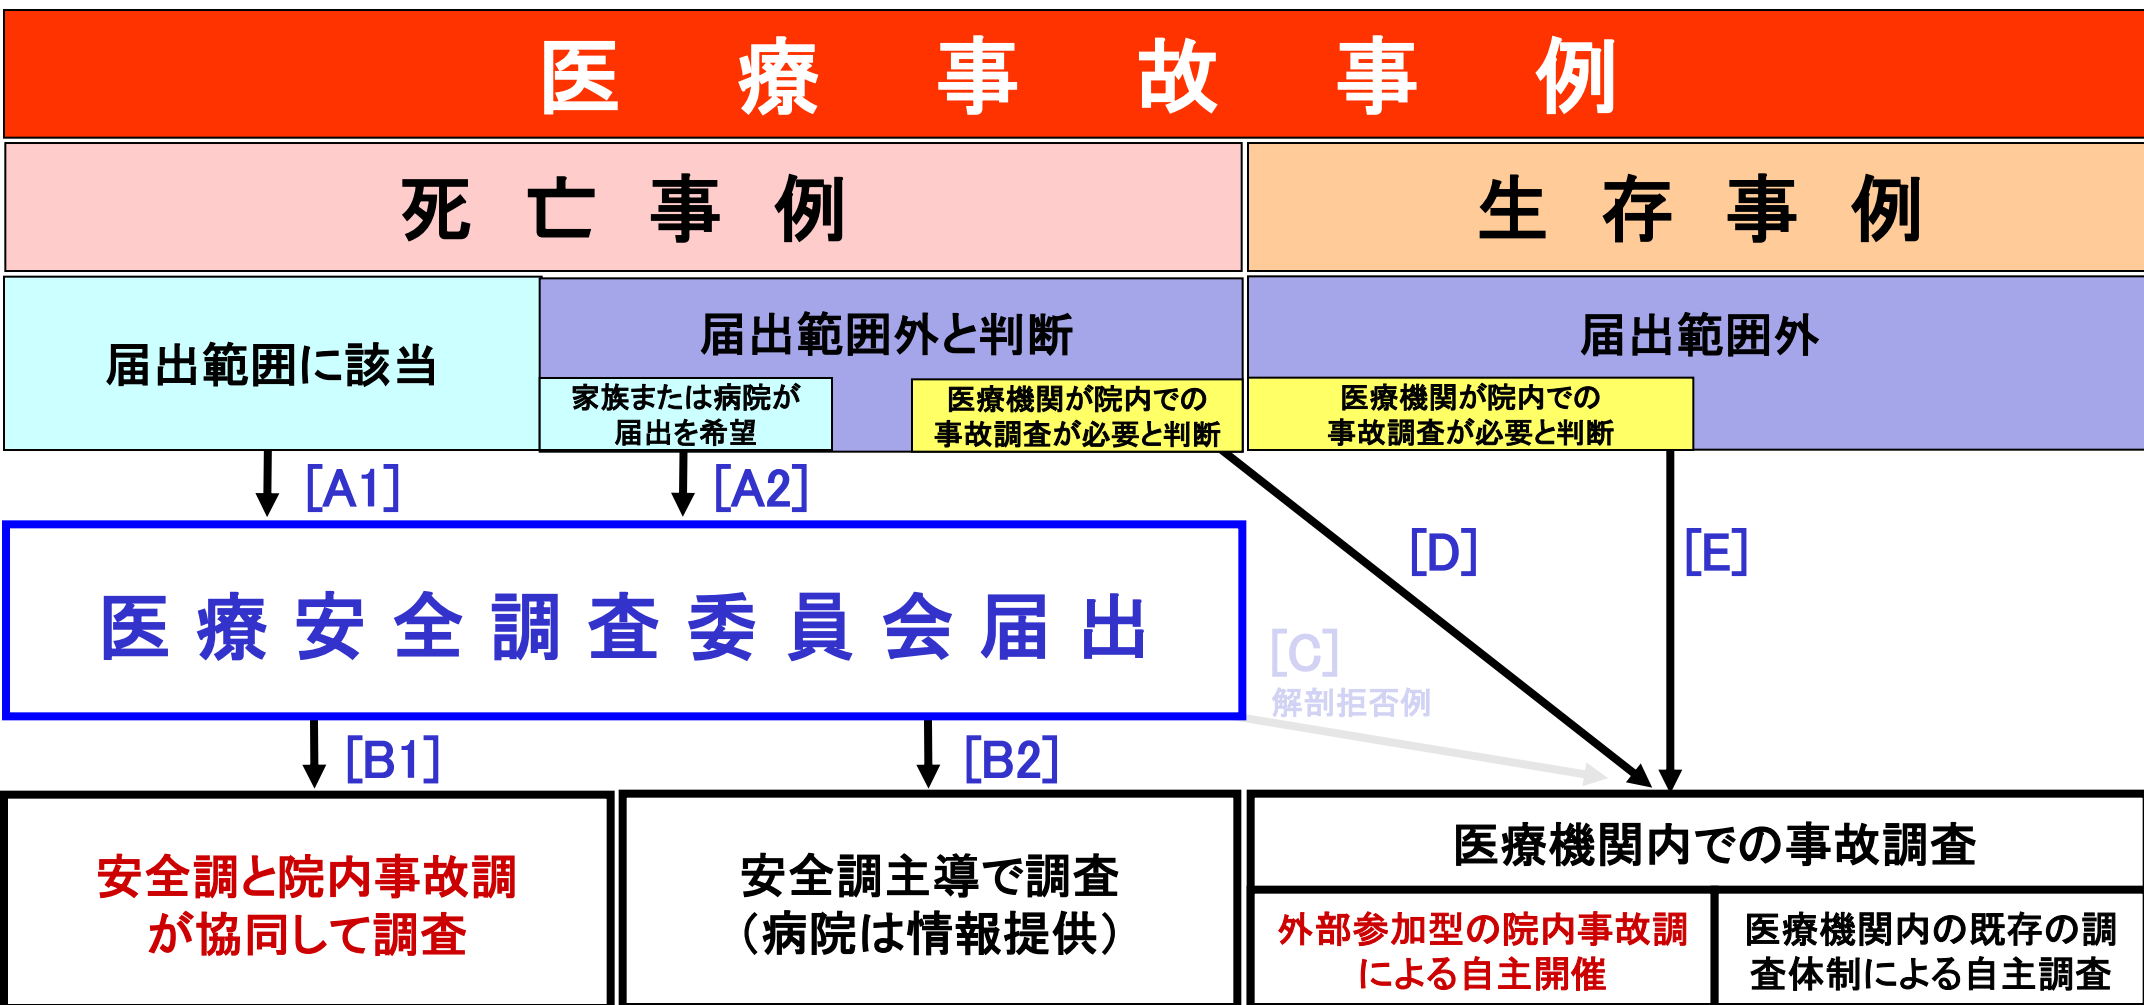 医療事故事例
死亡事例
生存事例
届出範囲に該当
届出範囲外と判断
届出範囲外
家族または病院が
届出を希望
医療機関が院内での
事故調査が必要と判断
医療機関が院内での
事故調査が必要と判断
[A1]
[A2]
[D]
[E]
医療安全調査委員会届出
[C]
解剖拒否例
[B1]
[B2]
安全調と院内事故調
が協同して調査
安全調主導で調査
（病院は情報提供）
医療機関内での事故調査
外部参加型の院内事故調
による自主開催
医療機関内の既存の調
査体制による自主調査